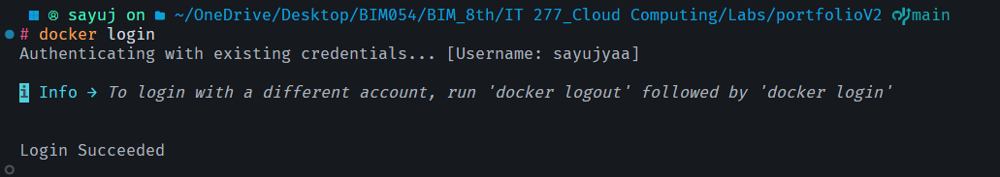 sayuj on ~/OneDrive/Desktop/BIM054/BIM_8th/IT 277_Cloud Computing/Labs/portfolioV2 main
# docker login
Authenticating with existing credentials... [Username: sayujyaa]
i Info → To login with a different account, run 'docker logout' followed by 'docker login'
Login Succeeded